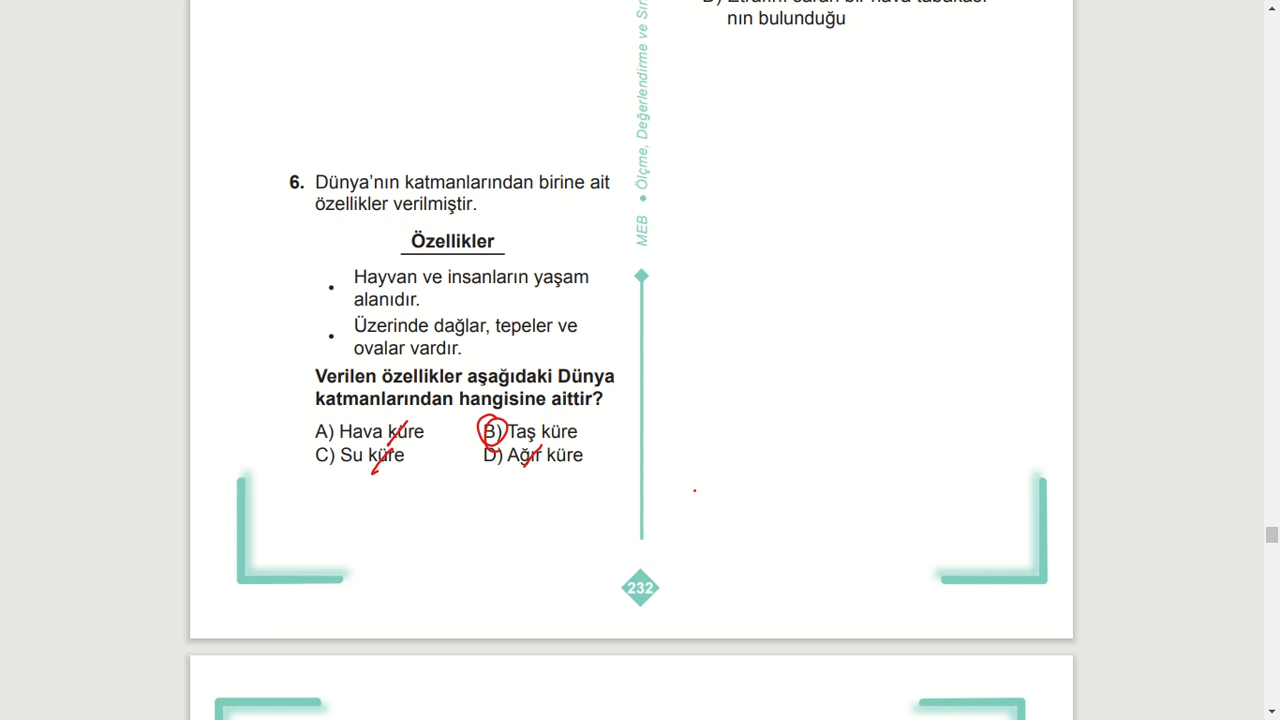 6. Dünya'nın katmanlarından birine ait
özellikler verilmiştir.
Özellikler
• Hayvan ve insanların yaşam
alanıdır.
• Üzerinde dağlar, tepeler ve
ovalar vardır.
Verilen özellikler aşağıdaki Dünya
katmanlarından hangisine aittir?
A) Hava küre B) Taş küre
C) Su küre D) Ağır küre
MEB • Ölçme, Değerlendirme ve
nın bulunduğu
232